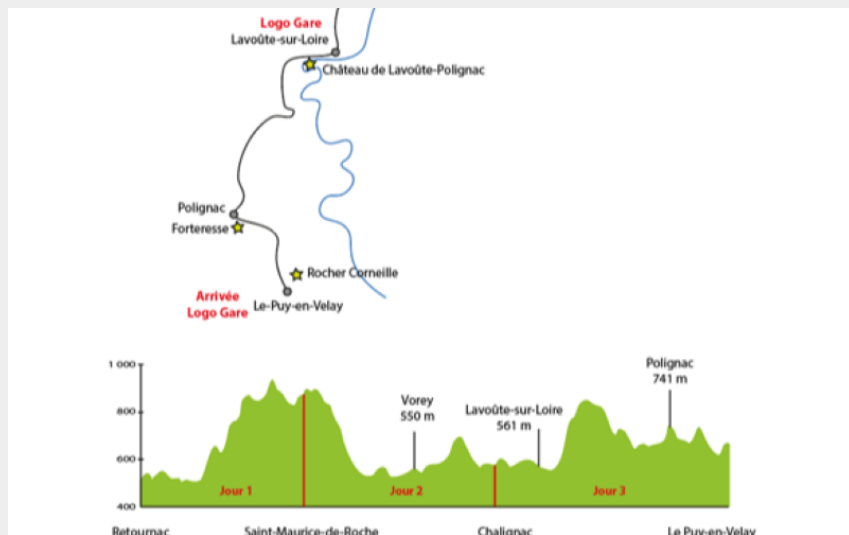 Logo Gare
Lavoûte-sur-Loire
Château de Lavoûte-Polignac
Polignac
Forteresse
Rocher Corneille
Arrivée
Logo Gare
Le-Puy-en-Velay
1 000
800
600
400
Vorey
550 m
Lavoûte-sur-Loire
561 m
Polignac
741 m
Jour 1
Jour 2
Jour 3
Retournac
Saint-Maurice-de-Roche
Chalignac
Le Puy-en-Velay